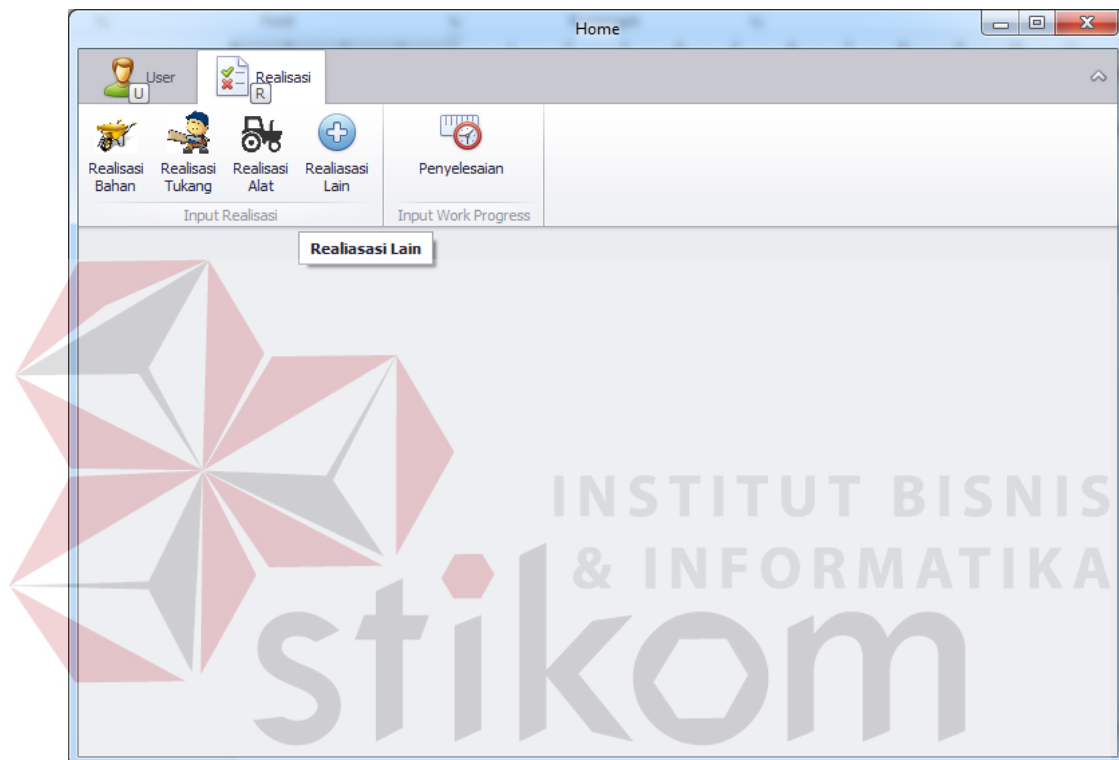 Home
User
U
Realisasi
R
Realisasi Bahan
Realisasi Tukang
Realisasi Alat
Realiasasi Lain
Penyelesaian
Input Realisasi
Input Work Progress
Realiasasi Lain
INSTITUT BISNIS
& INFORMATIKA
stikom